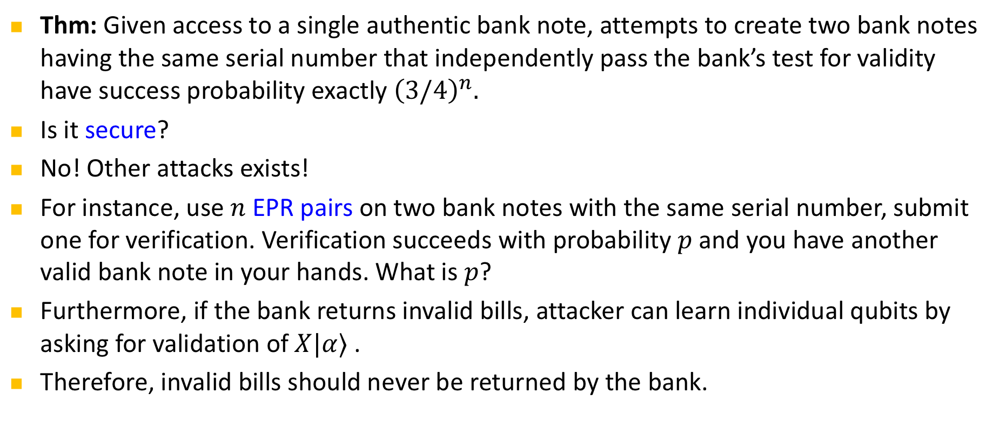 Thm: Given access to a single authentic bank note, attempts to create two bank notes
having the same serial number that independently pass the bank’s test for validity
have success probability exactly (3/4)ⁿ.
Is it secure?
No! Other attacks exists!
For instance, use n EPR pairs on two bank notes with the same serial number, submit
one for verification. Verification succeeds with probability p and you have another
valid bank note in your hands. What is p?
Furthermore, if the bank returns invalid bills, attacker can learn individual qubits by
asking for validation of X|α⟩ .
Therefore, invalid bills should never be returned by the bank.